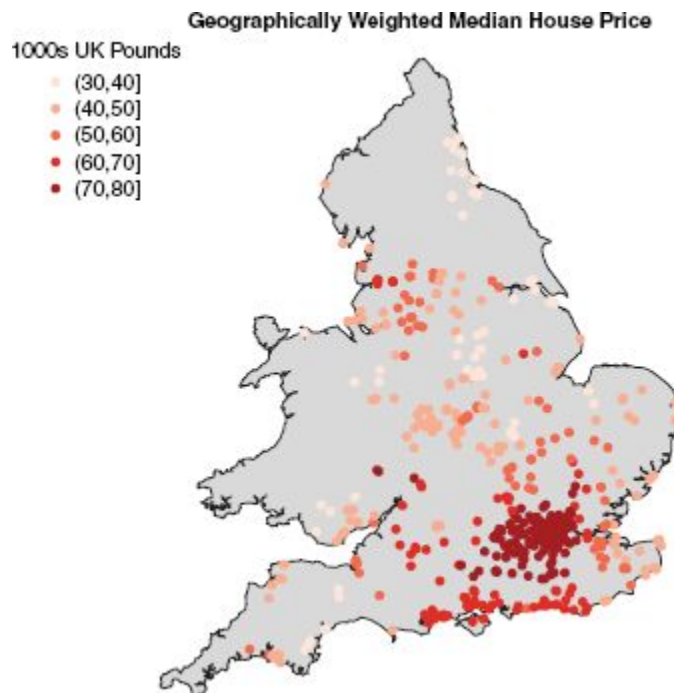 Geographically Weighted Median House Price
1000s UK Pounds
(30,40]
(40,50]
(50,60]
(60,70]
(70,80]